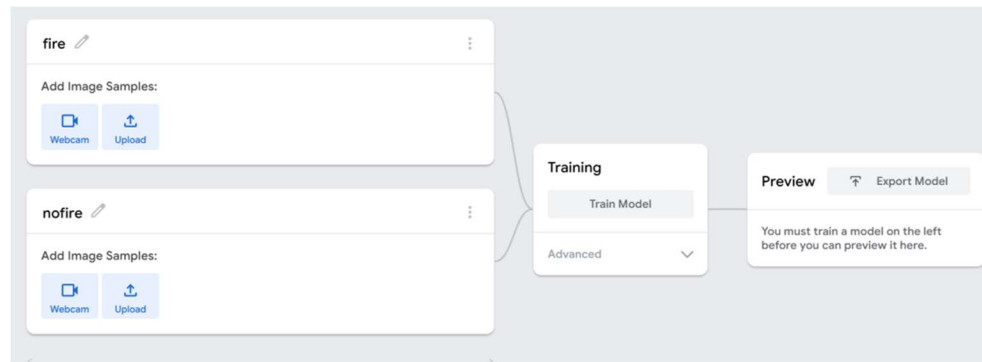 fire
Add Image Samples:
Webcam
Upload
nofire
Add Image Samples:
Webcam
Upload
Training
Train Model
Advanced
Preview
Export Model
You must train a model on the left
before you can preview it here.